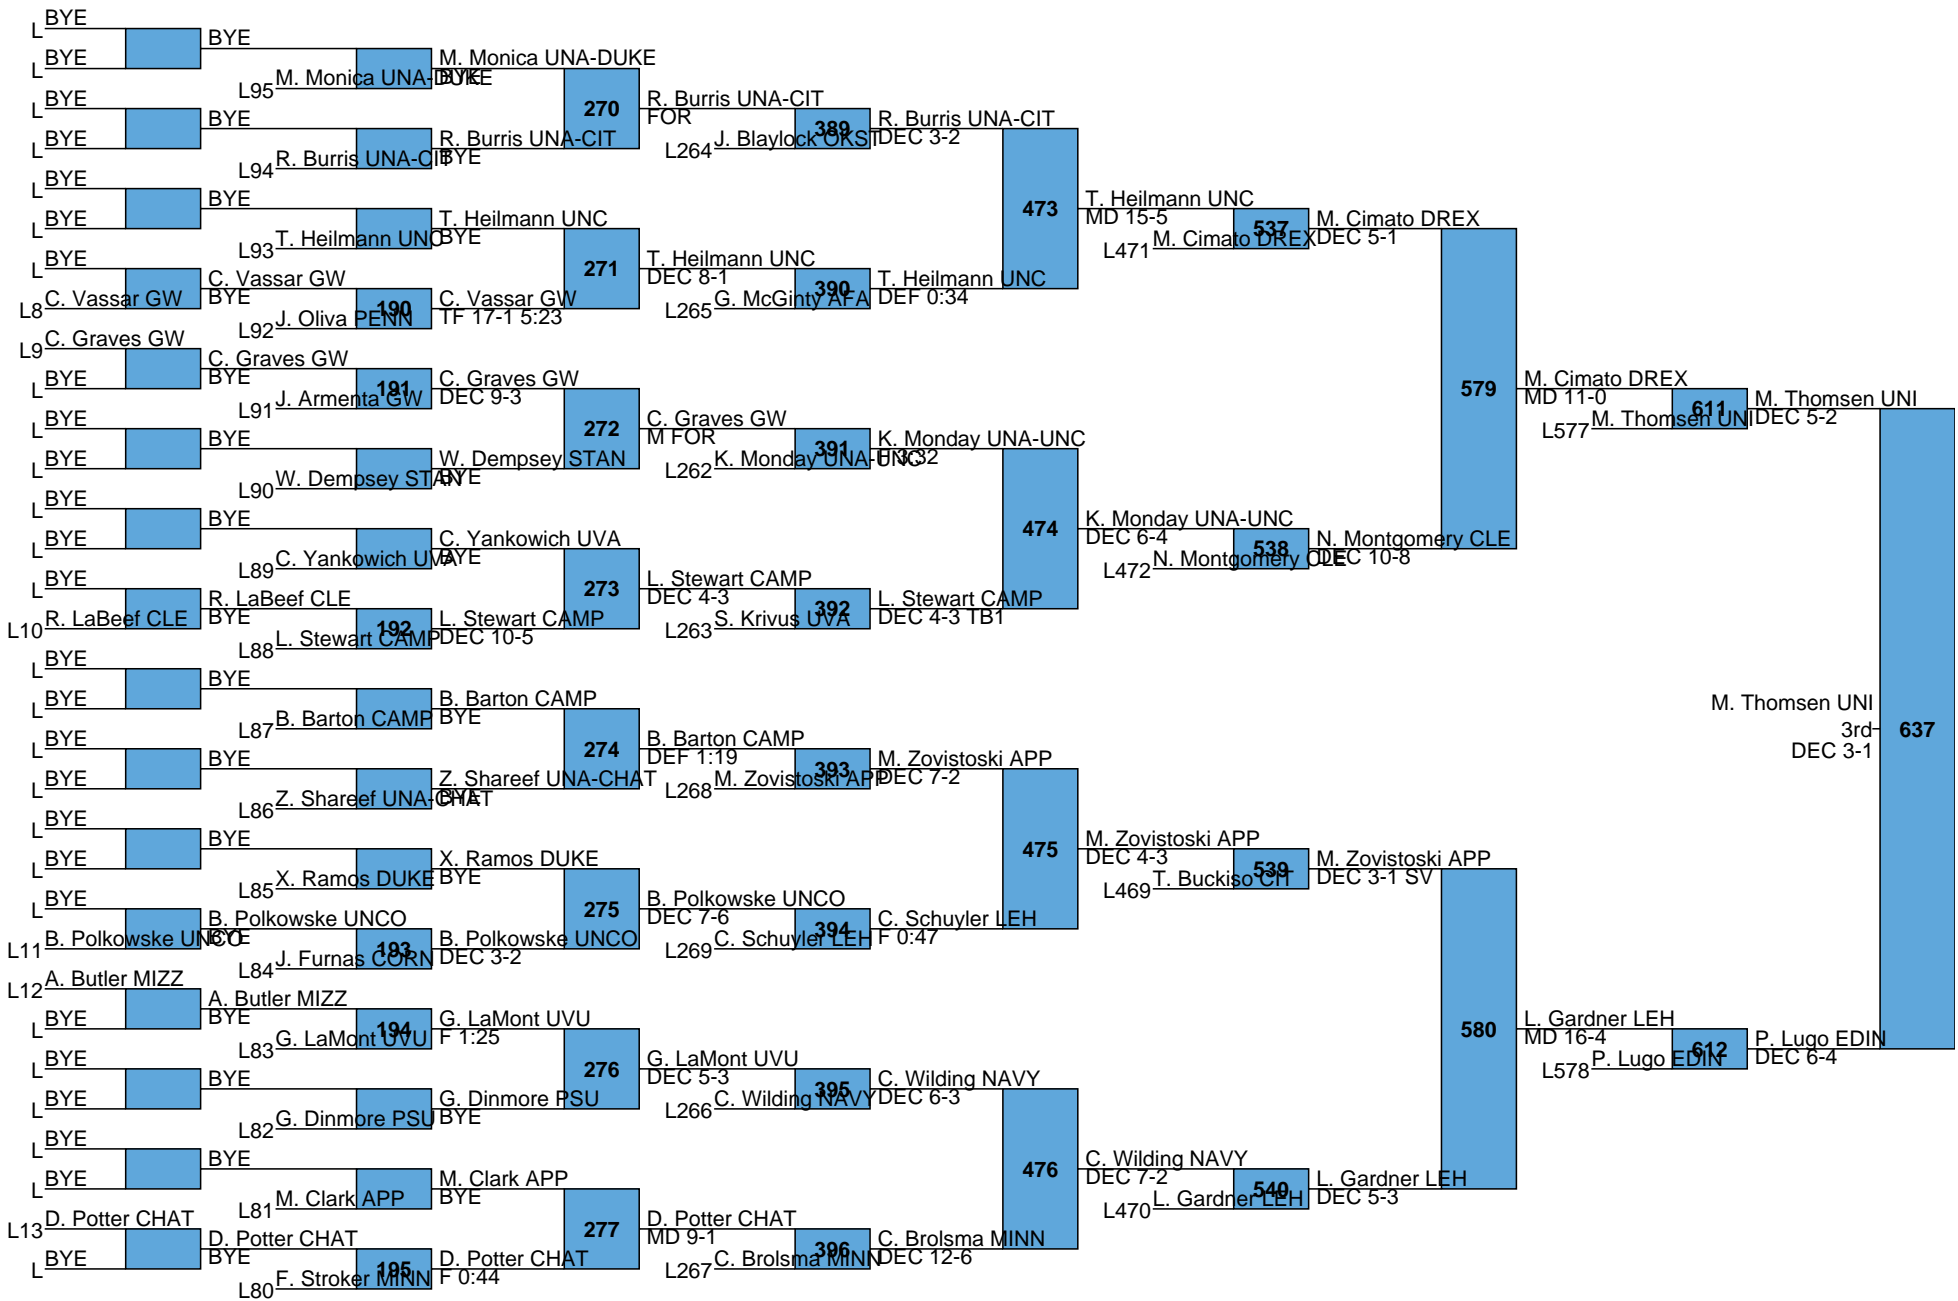 L BYE
L BYE
BYE
L95 M. Monica UNA-DUKE
M. Monica UNA-DUKE
BYE
L BYE
L BYE
BYE
L94 R. Burris UNA-CIT
R. Burris UNA-CIT
BYE
270
R. Burris UNA-CIT
FOR
L264 J. Blaylock OKST
389
R. Burris UNA-CIT
DEC 3-2
L BYE
L BYE
BYE
L93 T. Heilmann UNC
T. Heilmann UNC
BYE
L BYE
L8 C. Vassar GW
C. Vassar GW
BYE
L92 J. Oliva PENN
190
C. Vassar GW
TF 17-1 5:23
271
T. Heilmann UNC
DEC 8-1
L265 G. McGinty AFA
390
T. Heilmann UNC
DEF 0:34
473
T. Heilmann UNC
MD 15-5
L471 M. Cimato DREX
537
M. Cimato DREX
DEC 5-1
L9 C. Graves GW
L BYE
C. Graves GW
BYE
L91 J. Armenta GW
191
C. Graves GW
DEC 9-3
L BYE
L BYE
BYE
L90 W. Dempsey STAN
W. Dempsey STAN
BYE
272
C. Graves GW
M FOR
L262 K. Monday UNA-UNC
391
K. Monday UNA-UNC
F 3:32
L BYE
L BYE
BYE
L89 C. Yankowich UVA
C. Yankowich UVA
BYE
L BYE
L10 R. LaBeef CLE
R. LaBeef CLE
BYE
L88 L. Stewart CAMP
192
L. Stewart CAMP
DEC 10-5
273
L. Stewart CAMP
DEC 4-3
L263 S. Krivus UVA
392
L. Stewart CAMP
DEC 4-3 TB1
474
K. Monday UNA-UNC
DEC 6-4
L472 N. Montgomery CLE
538
N. Montgomery CLE
DEC 10-8
579
M. Cimato DREX
MD 11-0
L577 M. Thomsen UNI
611
M. Thomsen UNI
DEC 5-2
L BYE
L BYE
BYE
L87 B. Barton CAMP
B. Barton CAMP
BYE
L BYE
L BYE
BYE
L86 Z. Shareef UNA-CHAT
Z. Shareef UNA-CHAT
BYE
274
B. Barton CAMP
DEF 1:19
L268 M. Zovistoski APP
393
M. Zovistoski APP
DEC 7-2
L BYE
L BYE
BYE
L85 X. Ramos DUKE
X. Ramos DUKE
BYE
L BYE
L11 B. Polkowske UNCO
B. Polkowske UNCO
BYE
L84 J. Furnas CORN
193
B. Polkowske UNCO
DEC 3-2
275
B. Polkowske UNCO
DEC 7-6
L269 C. Schuyler LEH
394
C. Schuyler LEH
F 0:47
475
M. Zovistoski APP
DEC 4-3
L469 T. Buckiso CIT
539
M. Zovistoski APP
DEC 3-1 SV
L12 A. Butler MIZZ
L BYE
A. Butler MIZZ
BYE
L83 G. LaMont UVU
194
G. LaMont UVU
F 1:25
L BYE
L BYE
BYE
L82 G. Dinmore PSU
G. Dinmore PSU
BYE
276
G. LaMont UVU
DEC 5-3
L266 C. Wilding NAVY
395
C. Wilding NAVY
DEC 6-3
L BYE
L BYE
BYE
L81 M. Clark APP
M. Clark APP
BYE
L13 D. Potter CHAT
L BYE
D. Potter CHAT
BYE
L80 F. Stroker MINN
195
D. Potter CHAT
F 0:44
277
D. Potter CHAT
MD 9-1
L267 C. Brolsma MINN
396
C. Brolsma MINN
DEC 12-6
476
C. Wilding NAVY
DEC 7-2
L470 L. Gardner LEH
540
L. Gardner LEH
DEC 5-3
580
L. Gardner LEH
MD 16-4
L578 P. Lugo EDIN
612
P. Lugo EDIN
DEC 6-4
637
M. Thomsen UNI
3rd
DEC 3-1